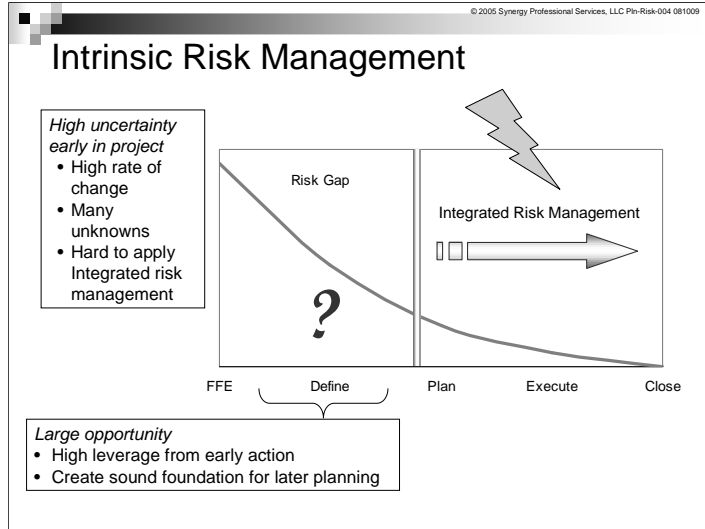 © 2005 Synergy Professional Services, LLC Pln-Risk-004 081009
Intrinsic Risk Management
High uncertainty
early in project
• High rate of
change
• Many
unknowns
• Hard to apply
Integrated risk
management
Risk Gap
Integrated Risk Management
?
FFE Define Plan Execute Close
Large opportunity
• High leverage from early action
• Create sound foundation for later planning